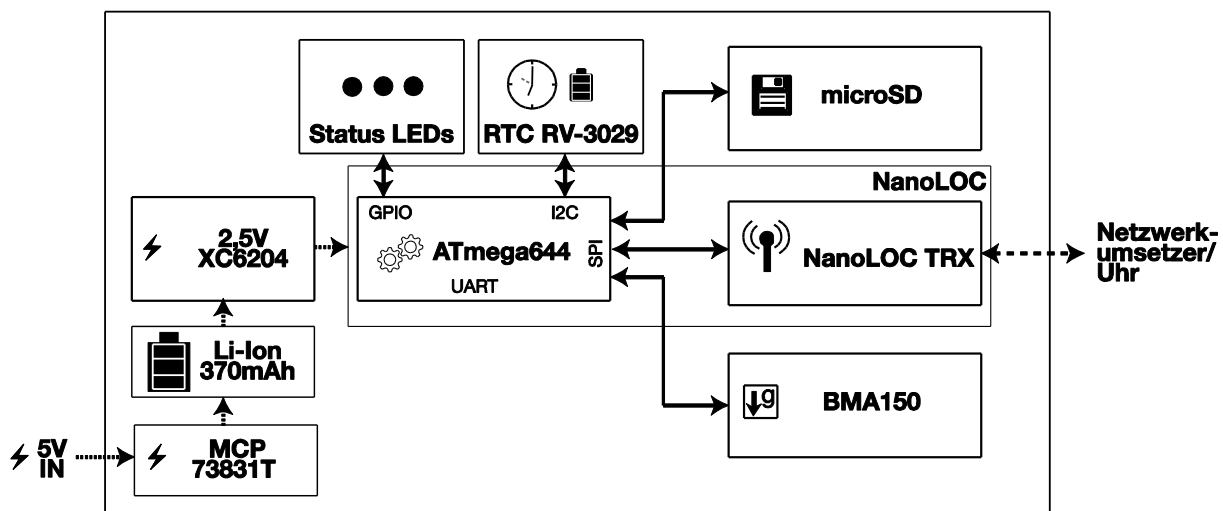 Status LEDs
RTC RV-3029
microSD
NanoLOC
GPIO
I2C
ATmega644
SPI
UART
NanoLOC TRX
Netzwerk-
umsetzer/
Uhr
2,5V
XC6204
Li-Ion
370mAh
g
BMA150
5V
IN
MCP
73831T